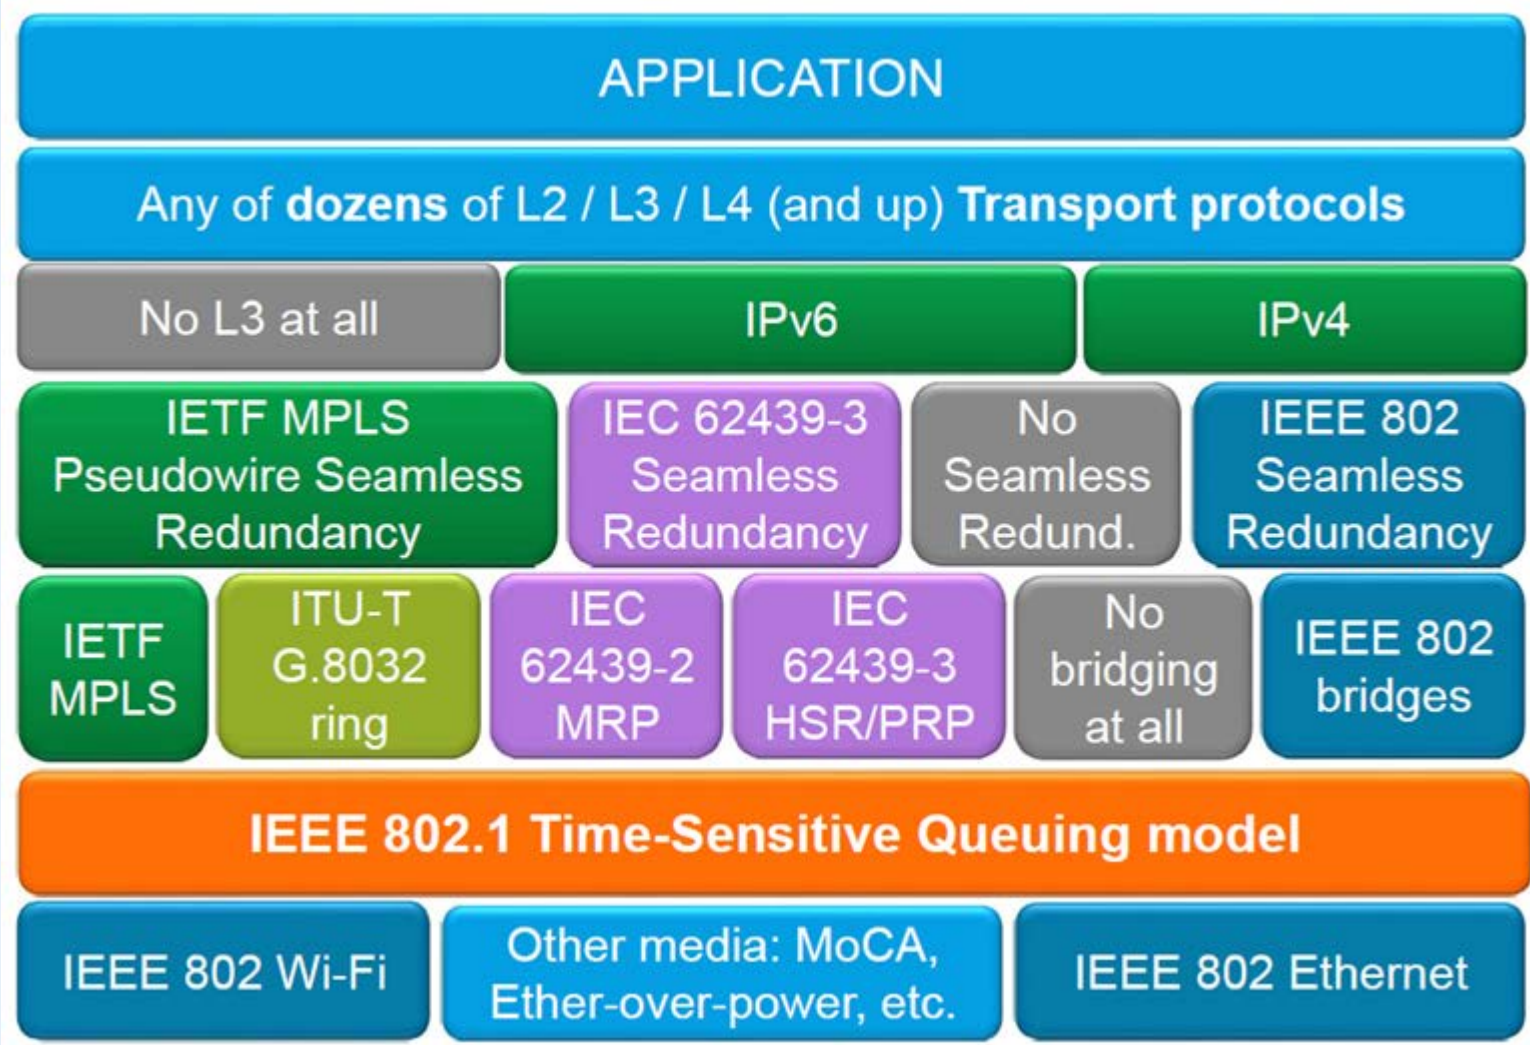 APPLICATION
Any of dozens of L2 / L3 / L4 (and up) Transport protocols
No L3 at all
IPv6
IPv4
IETF MPLS
Pseudowire Seamless
Redundancy
IEC 62439-3
Seamless
Redundancy
No
Seamless
Redund.
IEEE 802
Seamless
Redundancy
IETF
MPLS
ITU-T
G.8032
ring
IEC
62439-2
MRP
IEC
62439-3
HSR/PRP
No
bridging
at all
IEEE 802
bridges
IEEE 802.1 Time-Sensitive Queuing model
IEEE 802 Wi-Fi
Other media: MoCA,
Ether-over-power, etc.
IEEE 802 Ethernet